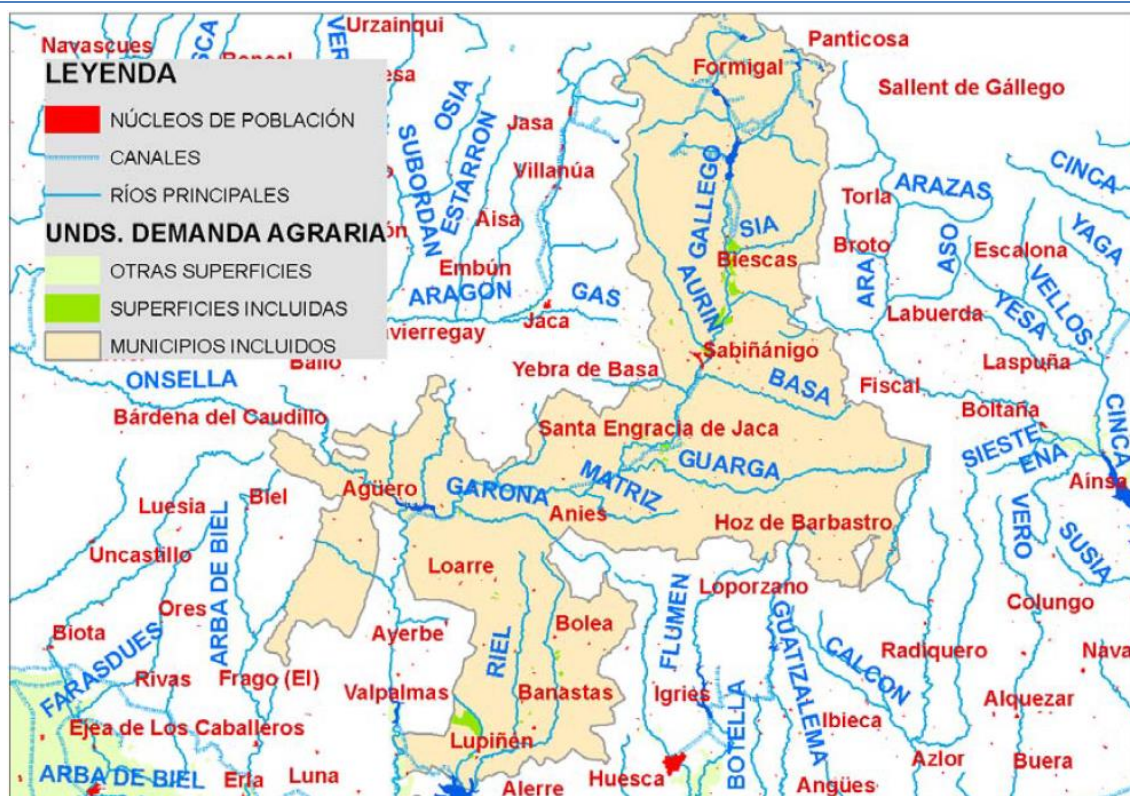 Urzainqui
Navascues
Panticosa
LEYENDA
NÚCLEOS DE POBLACIÓN
CANALES
RÍOS PRINCIPALES
UNDS. DEMANDA AGRARIA
OTRAS SUPERFICIES
SUPERFICIES INCLUIDAS
MUNICIPIOS INCLUIDOS
Formigal
Sallent de Gállego
OSIA
Jasa
SUBORDAN
ESTARRON
Villanúa
GALLEGO
CINCA
Torla
ARAZAS
Aisa
SIA
YAGA
Broto
ASO
Escalona
Biescas
Embún
ARA
VELLOS
ARAGON
GAS
AURIN
YESA
Jaca
Labuerda
Sabiñánigo
Laspuña
ONSELLA
Yebra de Basa
BASA
Fiscal
Bárdena del Caudillo
Boltaña
CINCA
Santa Engracia de Jaca
SIESTE
ENA
GUARGA
Aínsa
Agüero
GARONA
MATRIZ
Biel
Luesia
Anies
Hoz de Barbastro
VERO
SUSIA
Uncastillo
ARBA DE BIEL
Loarre
FLUMEN
Loporzano
Colungo
Ores
Biota
Ayerbe
Bolea
RIEL
GUATIZALEMA
CALCON
Radiquero
FARASDUES
Rivas
Frago (El)
Valpalmas
Banastas
Igriés
Alquezar
Ejea de Los Caballeros
Lupiñén
BOTELLA
Ibieca
Azlor
Buera
ARBA DE BIEL
Erla
Luna
Alerre
Huesca
Angües